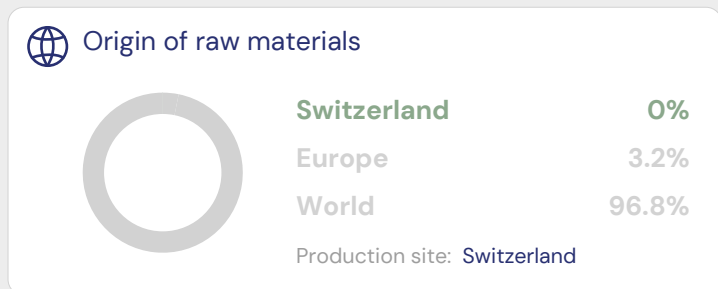 Origin of raw materials
Switzerland 0%
Europe 3.2%
World 96.8%
Production site: Switzerland